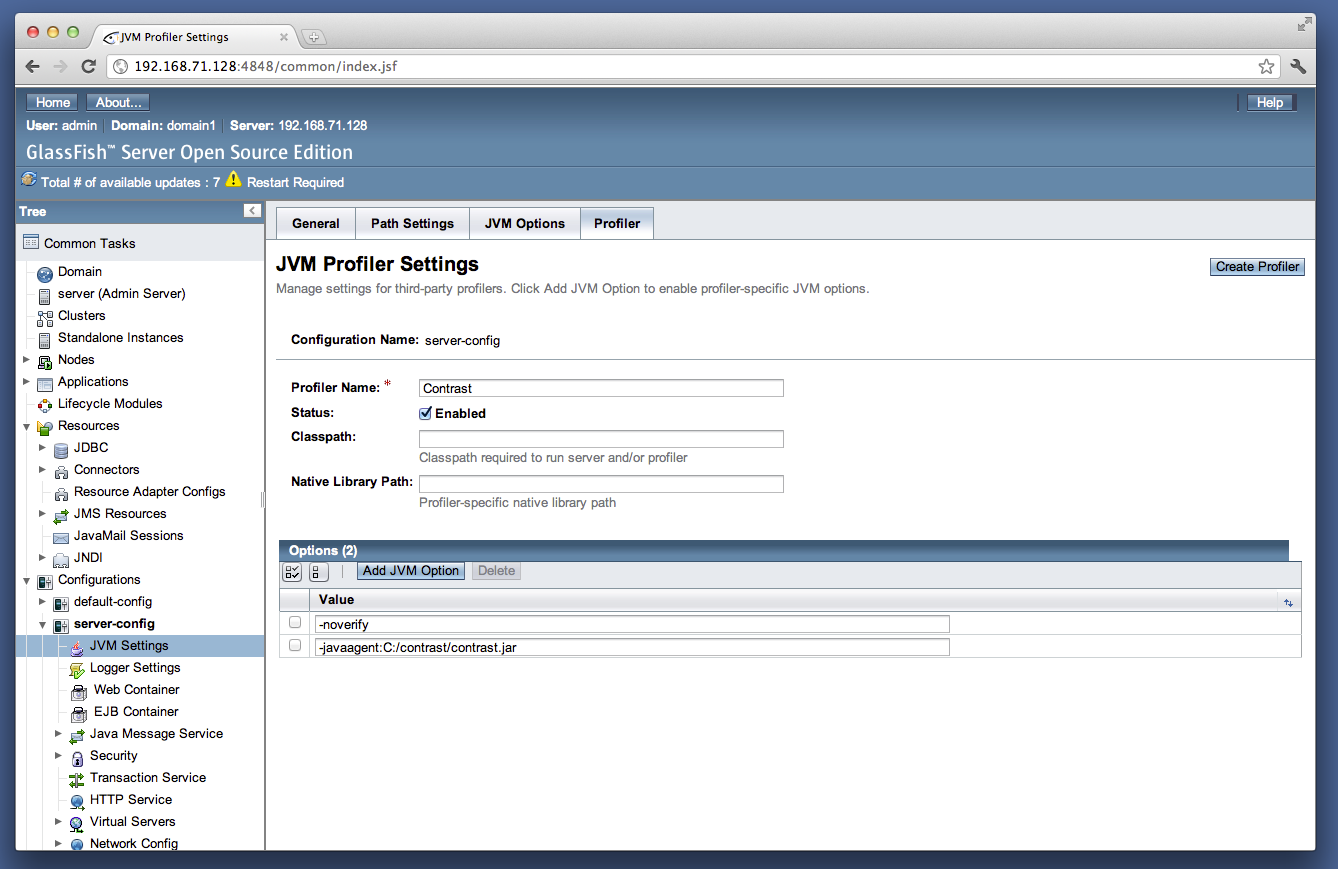 JVM Profiler Settings
192.168.71.128:4848/common/index.jsf
Home About... Help
User: admin Domain: domain1 Server: 192.168.71.128
GlassFish™ Server Open Source Edition
Total # of available updates : 7 Restart Required
Tree
Common Tasks
Domain
server (Admin Server)
Clusters
Standalone Instances
Nodes
Applications
Lifecycle Modules
Resources
JDBC
Connectors
Resource Adapter Configs
JMS Resources
JavaMail Sessions
JNDI
Configurations
default-config
server-config
JVM Settings
Logger Settings
Web Container
EJB Container
Java Message Service
Security
Transaction Service
HTTP Service
Virtual Servers
Network Config
General Path Settings JVM Options Profiler
JVM Profiler Settings
Create Profiler
Manage settings for third-party profilers. Click Add JVM Option to enable profiler-specific JVM options.
Configuration Name: server-config
Profiler Name: * Contrast
Status: Enabled
Classpath:
Classpath required to run server and/or profiler
Native Library Path:
Profiler-specific native library path
Options (2)
Add JVM Option Delete
Value
-noverify
-javaagent:C:/contrast/contrast.jar